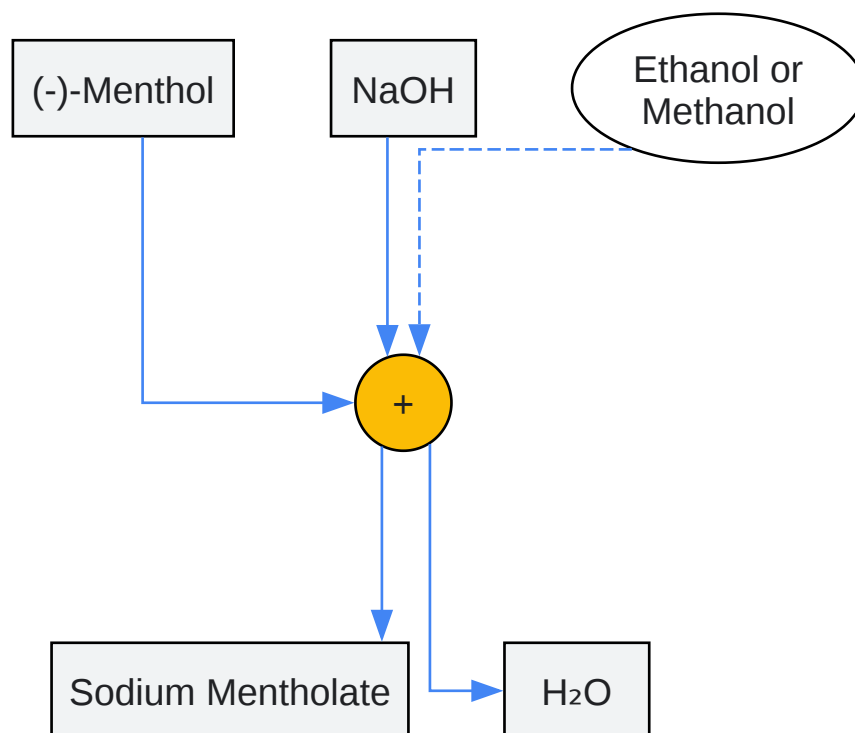 (-)-Menthol
NaOH
Ethanol or
Methanol
+
Sodium Mentholate
H₂O